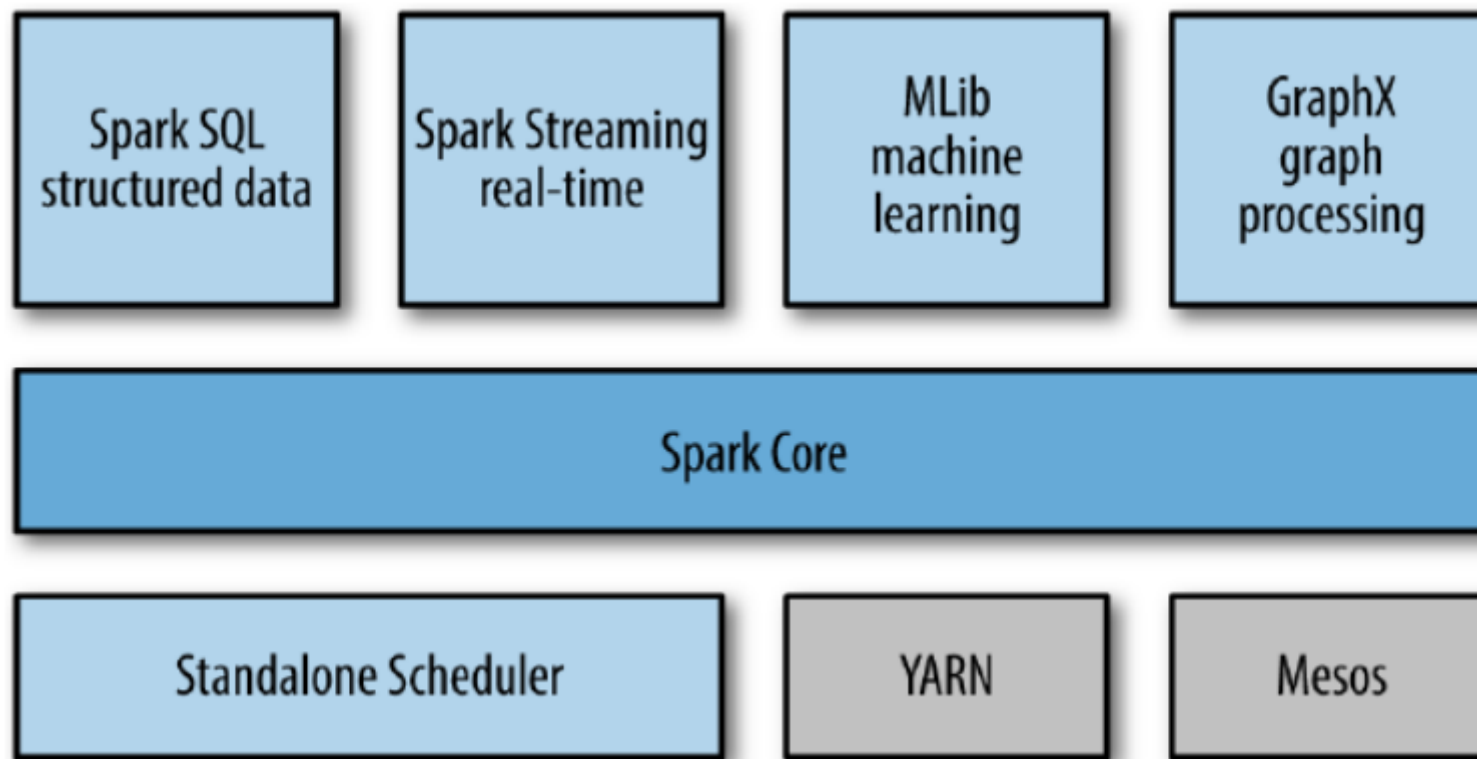 Spark SQL
structured data
Spark Streaming
real-time
MLib
machine
learning
GraphX
graph
processing
Spark Core
Standalone Scheduler
YARN
Mesos